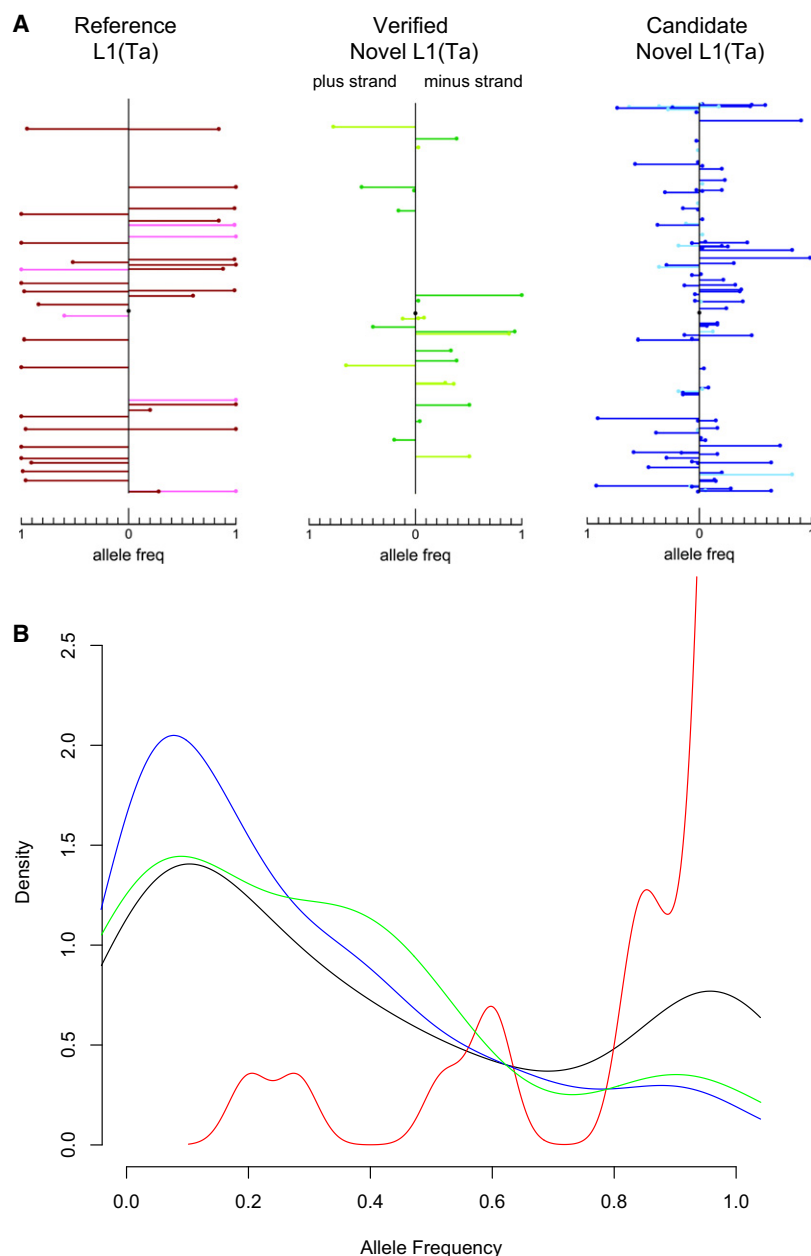 A
Reference
L1(Ta)
Verified
Novel L1(Ta)
Candidate
Novel L1(Ta)
plus strand
minus strand
1
0
1
allele freq
1
0
1
allele freq
1
0
1
allele freq
B
2.5
2.0
1.5
1.0
0.5
0.0
Density
0.0
0.2
0.4
0.6
0.8
1.0
Allele Frequency